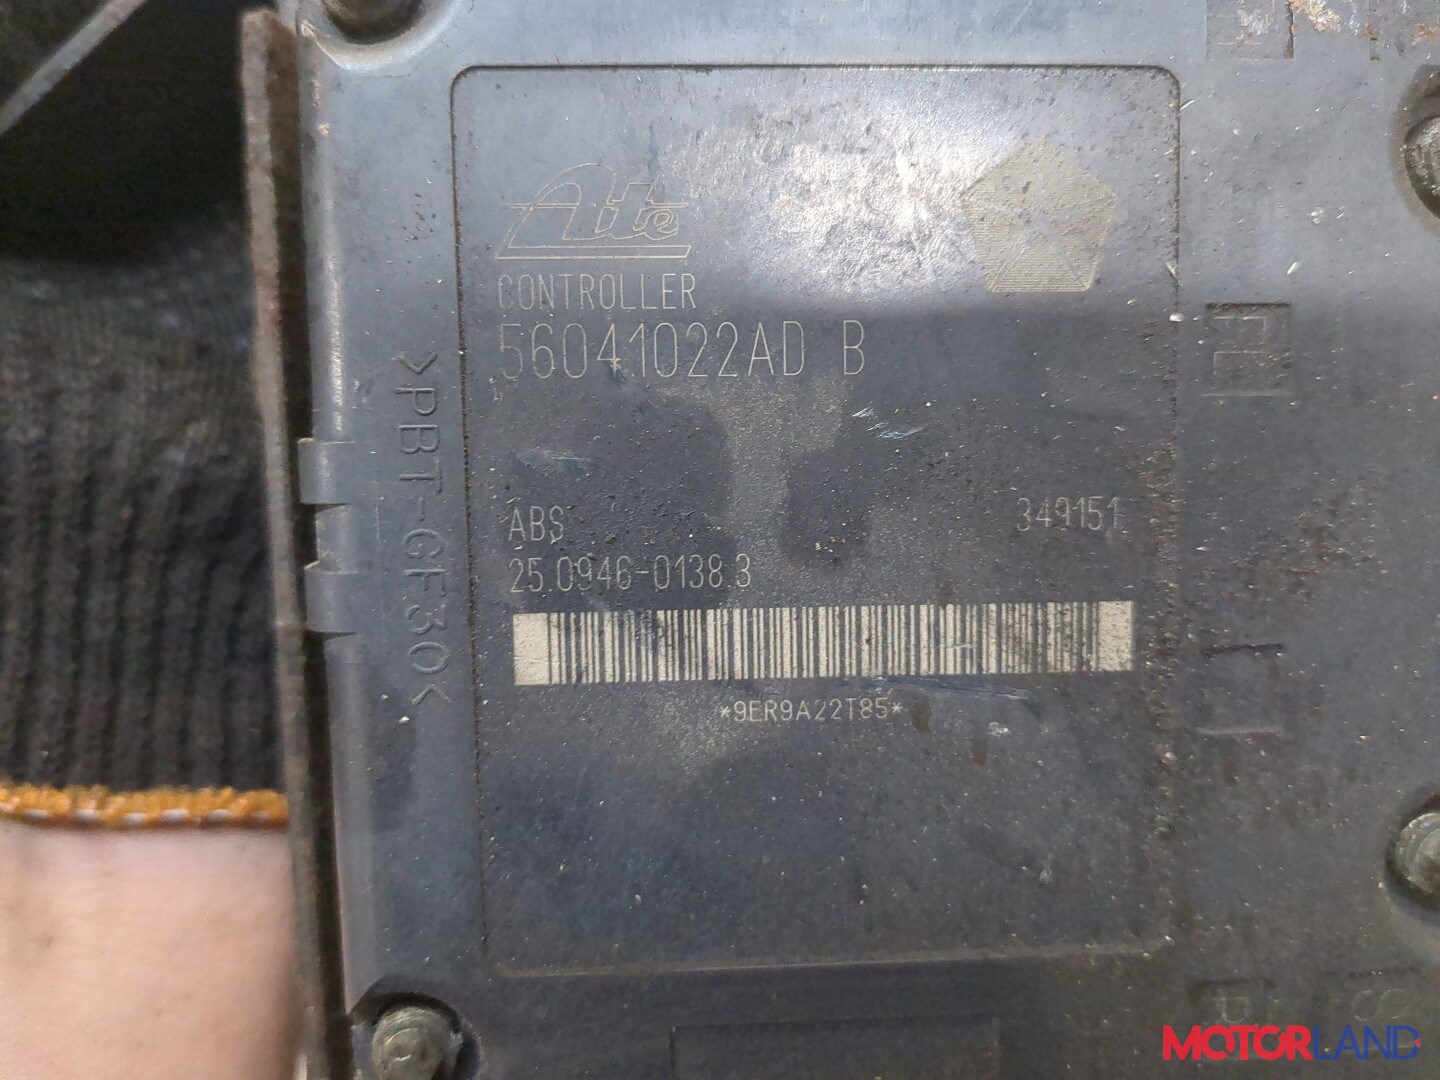 Ate
CONTROLLER
56041022AD B
>PBT-GF30<
ABS
349151
25.0946-0138.3
*9ER9A22T85*
MOTORLAND